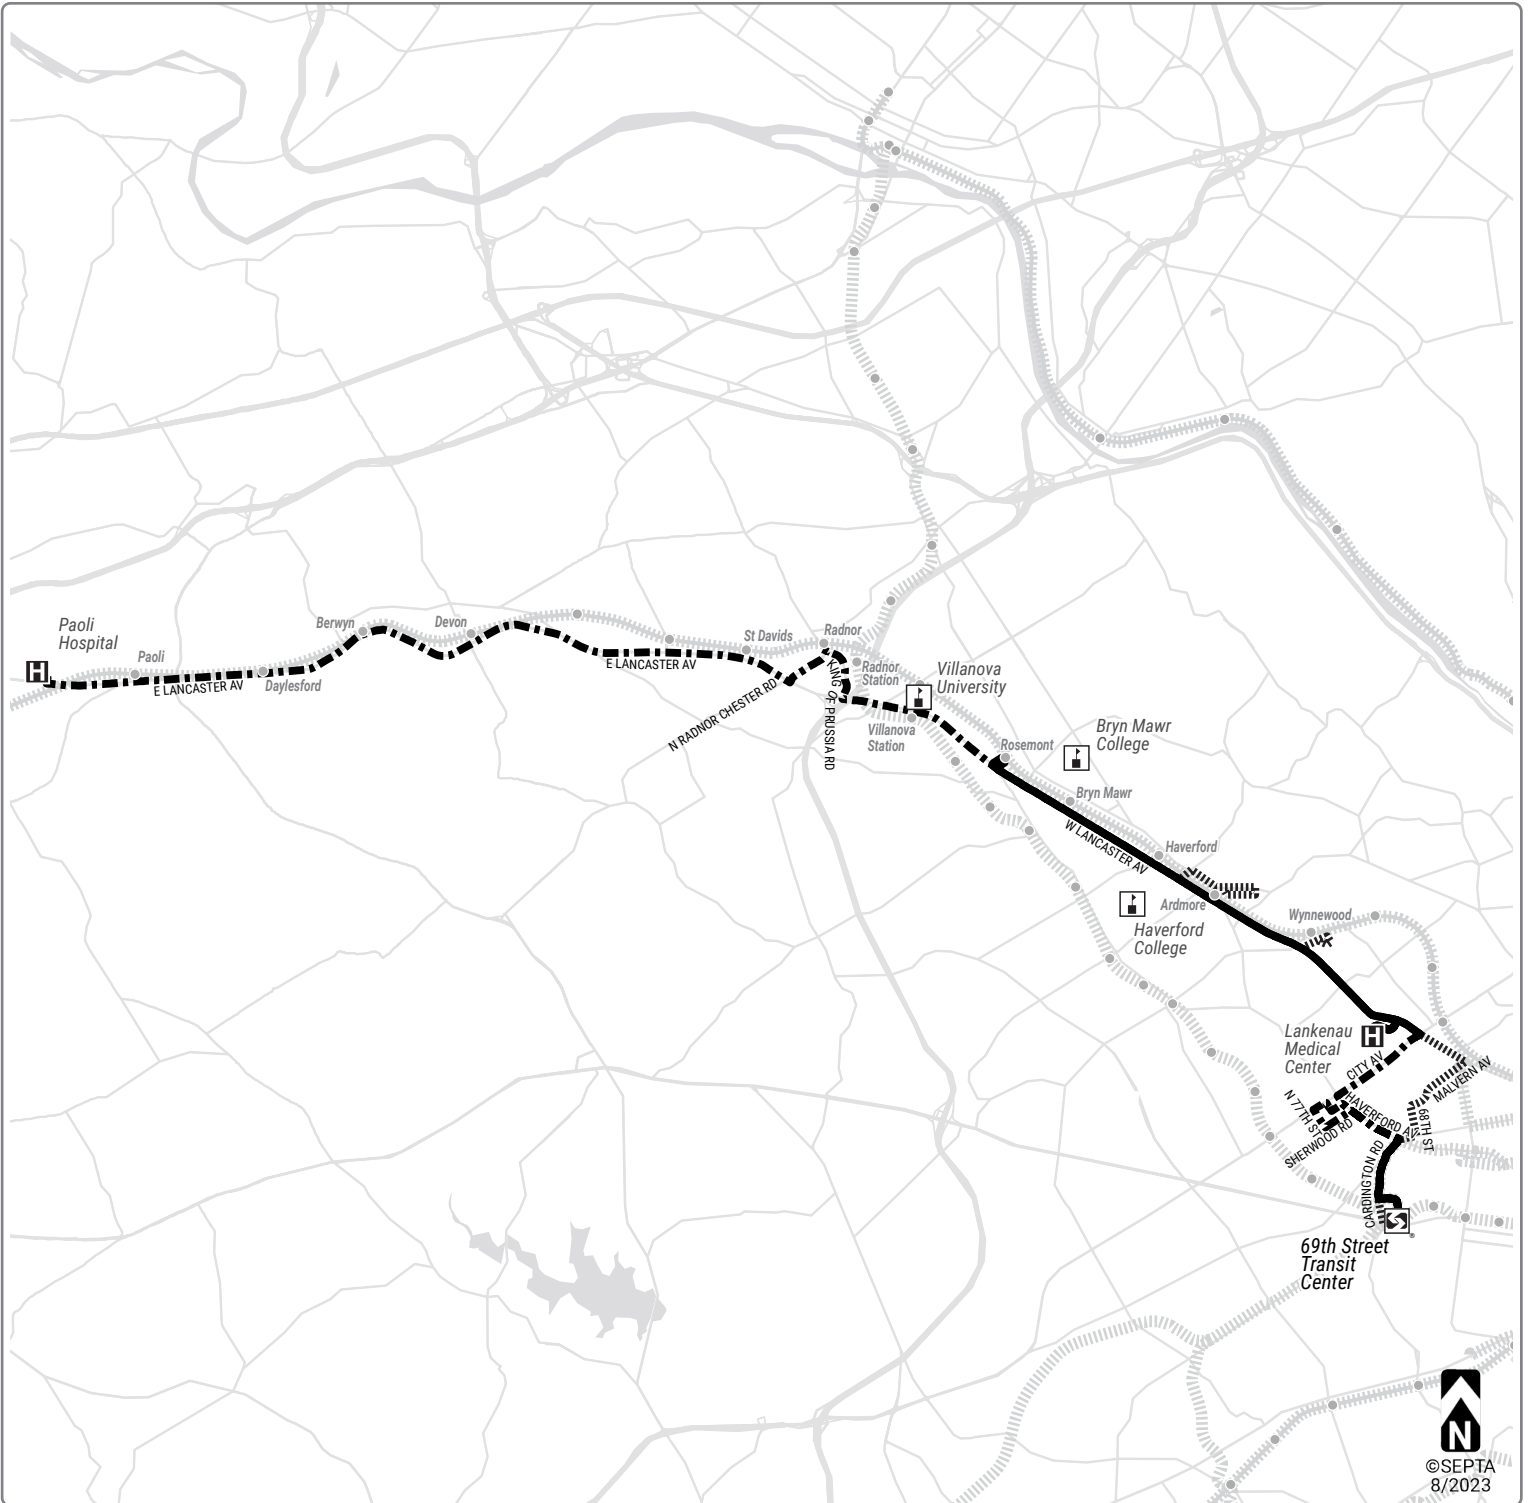 Paoli
Hospital
H
Paoli
E LANCASTER AV
Daylesford
Berwyn
Devon
E LANCASTER AV
St Davids
N RADNOR CHESTER RD
Radnor
KING OF PRUSSIA RD
Radnor
Station
Villanova
University
Villanova
Station
Rosemont
Bryn Mawr
College
Bryn Mawr
W LANCASTER AV
Haverford
Ardmore
Haverford
College
Wynnewood
Lankenau
Medical
Center
H
CITY AV
MALVERN AV
N 77TH ST
HAVERFORD AV
68TH ST
SHERWOOD RD
CARDINGTON RD
69th Street
Transit
Center
N
©SEPTA
8/2023